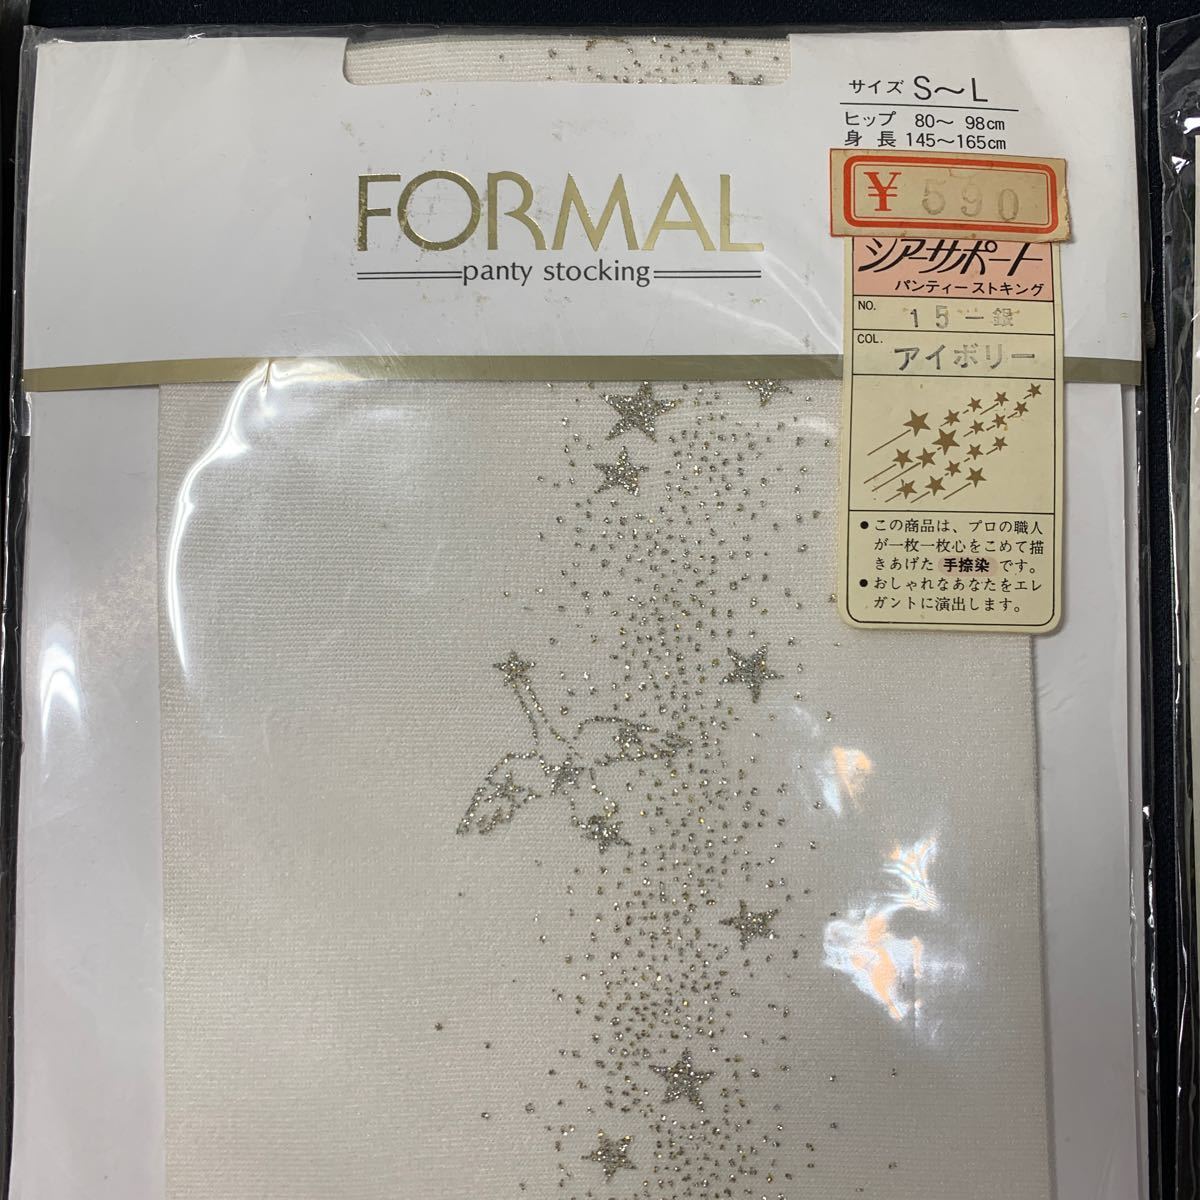 サイズ S〜L
ヒップ 80〜 98cm
身 長 145〜165cm
FORMAL
panty stocking
¥ 590
シアーサポート
パンティーストキング
NO. 15-銀
COL. アイボリー
● この商品は、プロの職人
が一枚一枚心をこめて描
きあげた 手捺染 です。
● おしゃれなあなたをエレ
ガントに演出します。